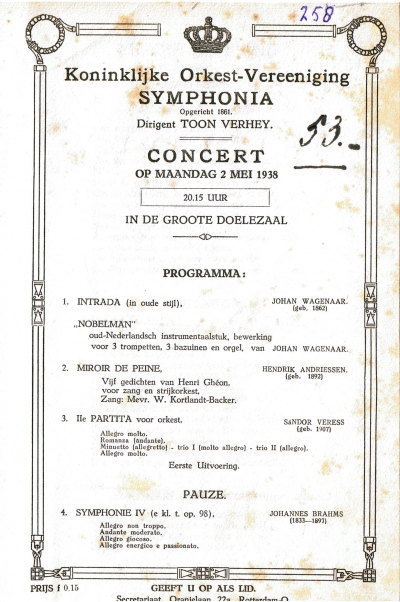 258
Koninklijke Orkest-Vereeniging
SYMPHONIA
Opgericht 1861.
Dirigent TOON VERHEY.
53.-
CONCERT
OP MAANDAG 2 MEI 1938
20.15 UUR
IN DE GROOTE DOELEZAAL
PROGRAMMA:
1. INTRADA (in oude stijl), JOHAN WAGENAAR.
(geb. 1862)
„NOBELMAN"
oud-Nederlandsch instrumentaalstuk, bewerking
voor 3 trompetten, 3 bazuinen en orgel, van JOHAN WAGENAAR.
2. MIROIR DE PEINE, HENDRIK ANDRIESSEN.
(geb. 1892)
Vijf gedichten van Henri Ghéon,
voor zang en strijkorkest.
Zang: Mevr. W. Kortlandt-Backer.
3. IIe PARTITA voor orkest. SáNDOR VERESS
(geb. 1907)
Allegro molto.
Romanza (andante).
Minuetto (allegretto) - trio I (molto allegro) - trio II (allegro).
Allegro molto.
Eerste Uitvoering.
PAUZE.
4. SYMPHONIE IV (e kl. t. op. 98), JOHANNES BRAHMS
(1833—1897)
Allegro non troppo.
Andante moderato.
Allegro giocoso.
Allegro energico e passionato.
PRIJS f 0.15 GEEFT U OP ALS LID.
Secretariaat Oranjelaan 22a, Rotterdam-O.